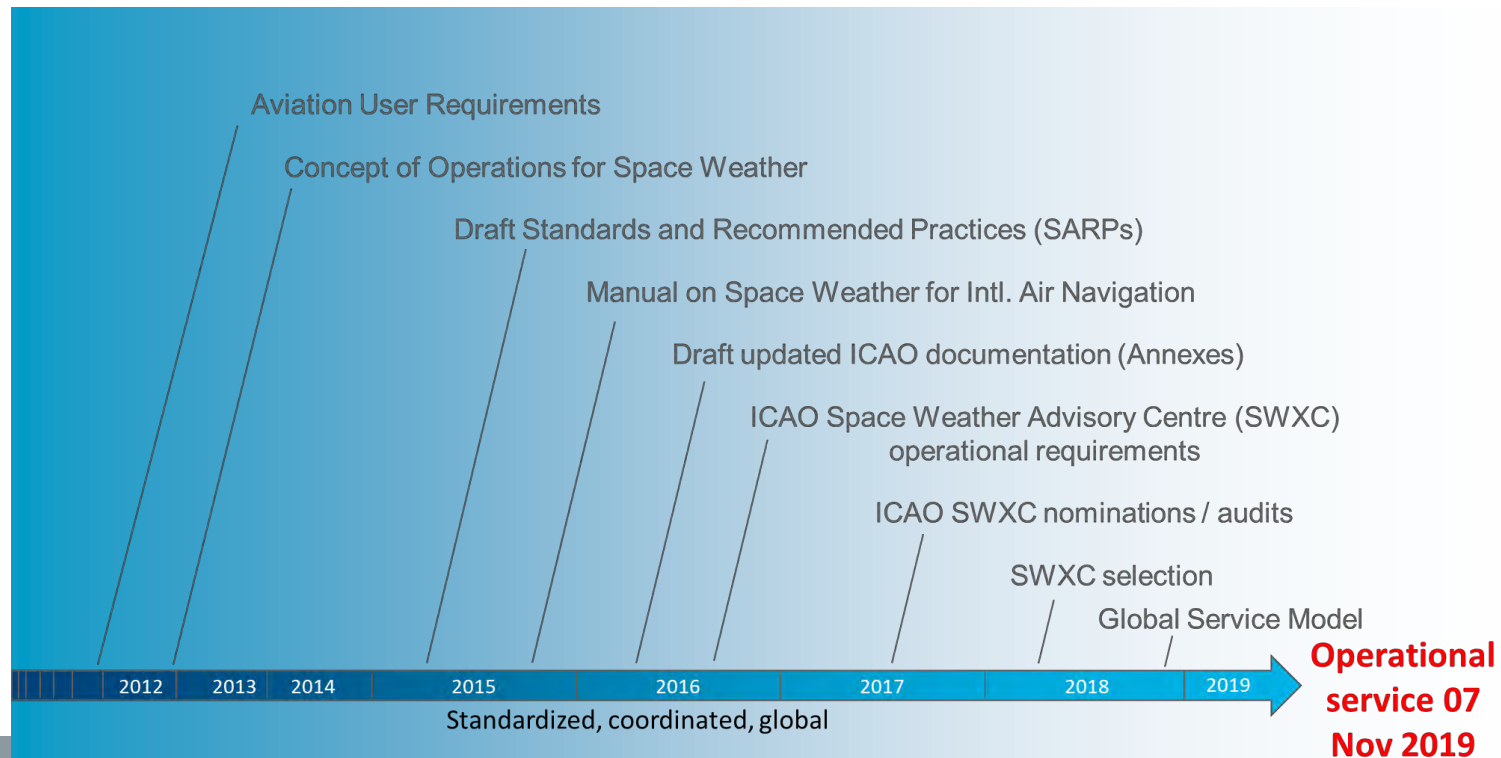 Aviation User Requirements
Concept of Operations for Space Weather
Draft Standards and Recommended Practices (SARPs)
Manual on Space Weather for Intl. Air Navigation
Draft updated ICAO documentation (Annexes)
ICAO Space Weather Advisory Centre (SWXC)
operational requirements
ICAO SWXC nominations / audits
SWXC selection
Global Service Model
2012 2013 2014 2015 2016 2017 2018 2019
Standardized, coordinated, global
Operational
service 07
Nov 2019